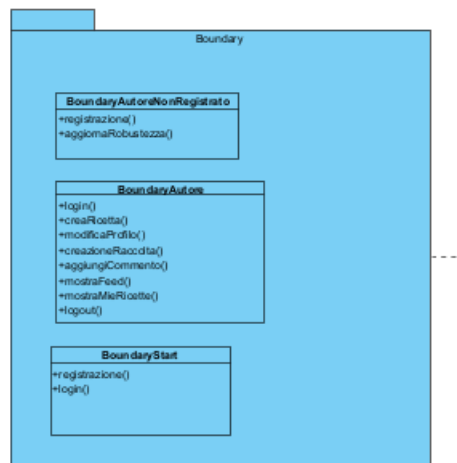 Boundary
BoundaryAutoreNonRegistrato
+registrazione()
+aggiornaRobustezza()
BoundaryAutore
+login()
+creaRicetta()
+modificaProfilo()
+creazioneRaccolta()
+aggiungiCommento()
+mostraFeed()
+mostraMieRicette()
+logout()
BoundaryStart
+registrazione()
+login()